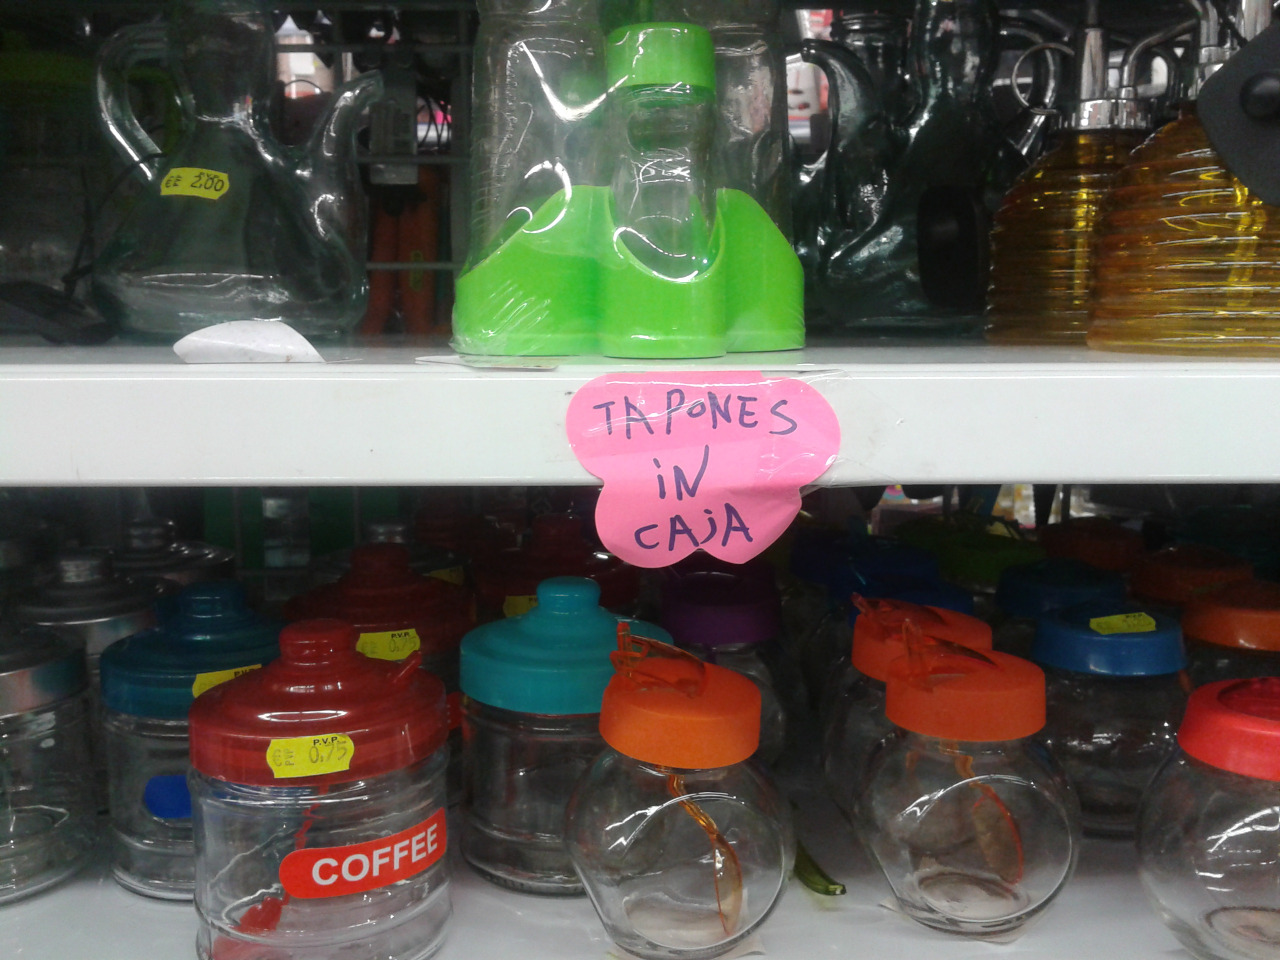 € 2,00
TAPONES
iN
CAjA
P.V.P.
€ 0,75
COFFEE
P.V.P.